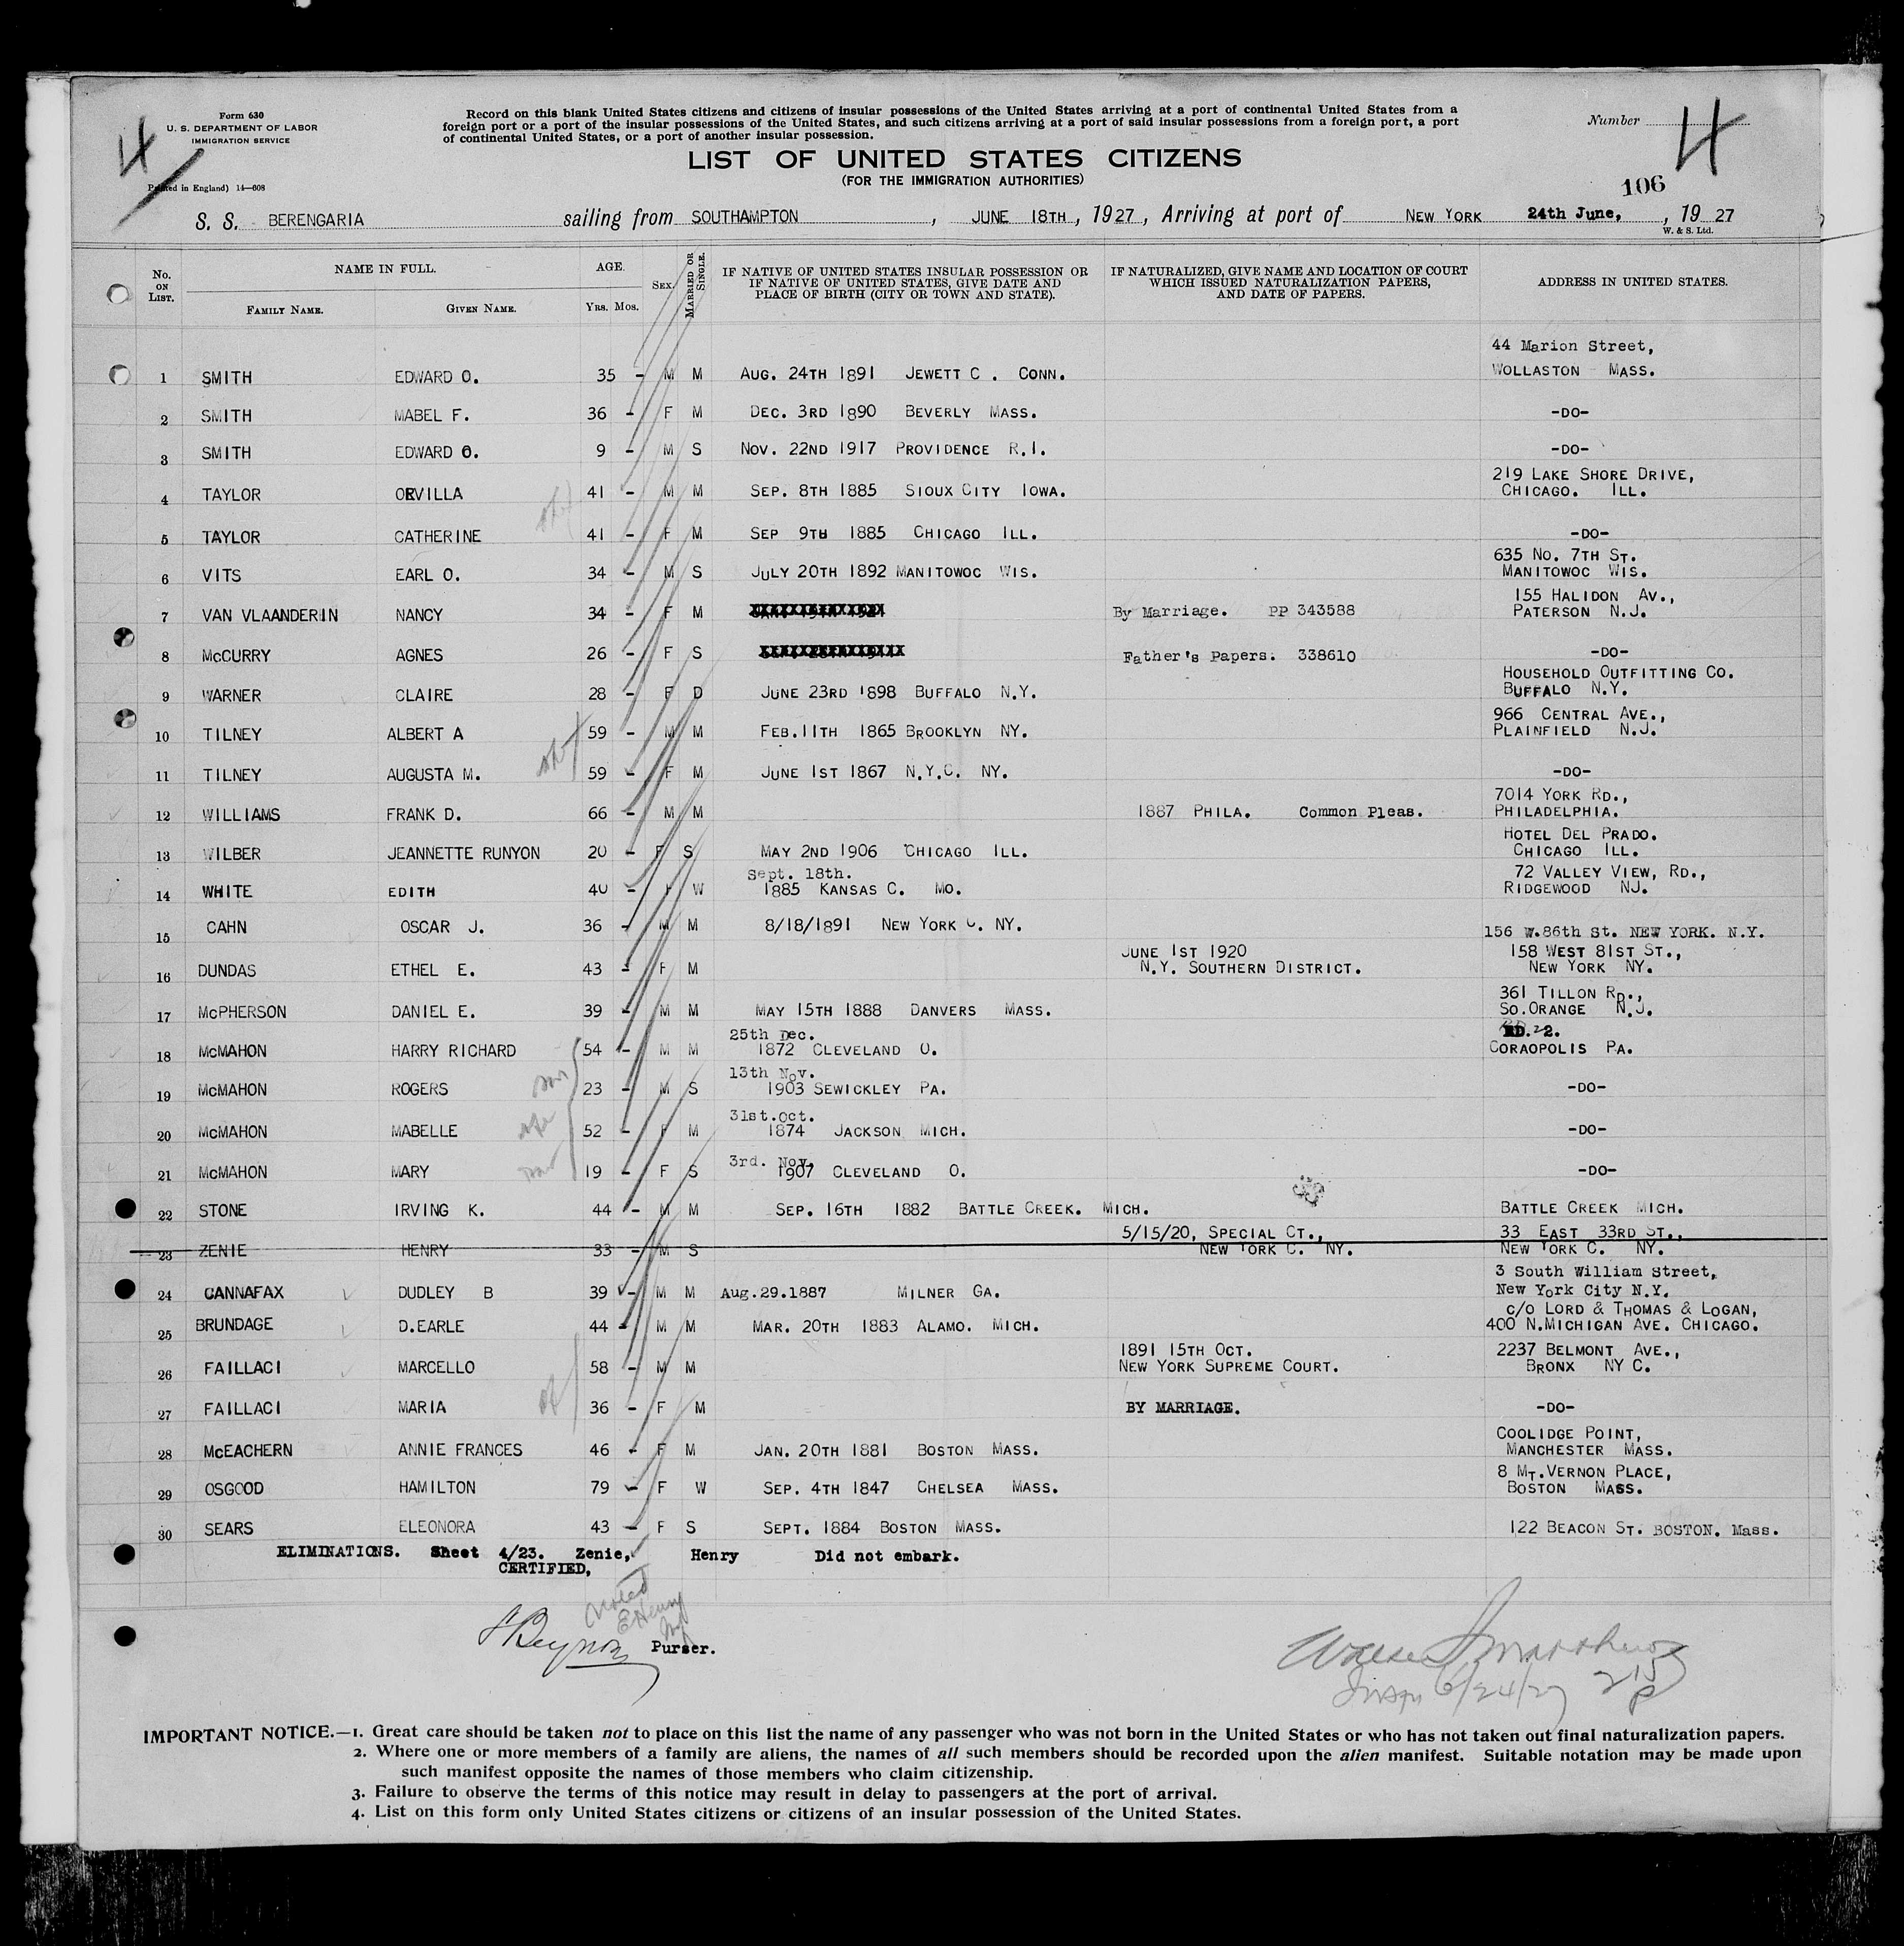 Form 630
U. S. DEPARTMENT OF LABOR
IMMIGRATION SERVICE
4
Printed in England) 14—608
Record on this blank United States citizens and citizens of insular possessions of the United States arriving at a port of continental United States from a
foreign port or a port of the insular possessions of the United States, and such citizens arriving at a port of said insular possessions from a foreign port, a port
of continental United States, or a port of another insular possession.
LIST OF UNITED STATES CITIZENS
(FOR THE IMMIGRATION AUTHORITIES)
Number 4
106
S. S. BERENGARIA sailing from SOUTHAMPTON, JUNE 18TH, 1927, Arriving at port of NEW YORK 24th June, , 19 27
W. & S. Ltd.
No. ON LIST. NAME IN FULL. FAMILY NAME. GIVEN NAME. AGE. YRS. MOS. SEX. MARRIED OR SINGLE. IF NATIVE OF UNITED STATES INSULAR POSSESSION OR IF NATIVE OF UNITED STATES, GIVE DATE AND PLACE OF BIRTH (CITY OR TOWN AND STATE). IF NATURALIZED, GIVE NAME AND LOCATION OF COURT WHICH ISSUED NATURALIZATION PAPERS, AND DATE OF PAPERS. ADDRESS IN UNITED STATES.
44 Marion Street,
1 SMITH EDWARD O. 35 - M M AUG. 24TH 1891 JEWETT C . CONN. WOLLASTON MASS.
2 SMITH MABEL F. 36 - F M DEC. 3RD 1890 BEVERLY MASS. -DO-
3 SMITH EDWARD O. 9 - M S NOV. 22ND 1917 PROVIDENCE R.I. -DO-
219 LAKE SHORE DRIVE,
4 TAYLOR ORVILLA 41 - M M SEP. 8TH 1885 SIOUX CITY IOWA. CHICAGO. ILL.
5 TAYLOR CATHERINE 41 - F M SEP 9TH 1885 CHICAGO ILL. -DO-
635 NO. 7TH ST.
6 VITS EARL O. 34 - M S JULY 20TH 1892 MANITOWOC WIS. MANITOWOC WIS.
155 HALIDON AV.,
7 VAN VLAANDERIN NANCY 34 - F M By Marriage. PP 343588 PATERSON N.J.
8 McCURRY AGNES 26 - F S Father's Papers. 338610 -DO-
HOUSEHOLD OUTFITTING CO.
9 WARNER CLAIRE 28 - F D JUNE 23RD 1898 BUFFALO N.Y. BUFFALO N.Y.
966 CENTRAL AVE.,
10 TILNEY ALBERT A 59 - M M FEB.11TH 1865 BROOKLYN NY. PLAINFIELD N.J.
11 TILNEY AUGUSTA M. 59 - F M JUNE 1ST 1867 N.Y.C. NY. -DO-
7014 YORK RD.,
12 WILLIAMS FRANK D. 66 - M M 1887 PHILA. Common Pleas. PHILADELPHIA.
HOTEL DEL PRADO.
13 WILBER JEANNETTE RUNYON 20 - F S MAY 2ND 1906 CHICAGO ILL. CHICAGO ILL.
Sept. 18th. 72 VALLEY VIEW, RD.,
14 WHITE EDITH 40 - F W 1885 KANSAS C. MO. RIDGEWOOD NJ.
15 CAHN OSCAR J. 36 - M M 8/18/1891 NEW YORK C. NY. 156 W.86th St. NEW YORK. N.Y.
JUNE 1ST 1920 158 WEST 81ST ST.,
16 DUNDAS ETHEL E. 43 - F M N.Y. SOUTHERN DISTRICT. NEW YORK NY.
361 TILLON RD.,
17 McPHERSON DANIEL E. 39 - M M MAY 15TH 1888 DANVERS MASS. SO.ORANGE N.J.
25th Dec. RD.22.
18 McMAHON HARRY RICHARD 54 - M M 1872 CLEVELAND O. CORAOPOLIS PA.
13th Nov.
19 McMAHON ROGERS 23 - M S 1903 SEWICKLEY PA. -DO-
31st.oct.
20 McMAHON MABELLE 52 - F M 1874 JACKSON MICH. -DO-
3rd. Nov.
21 McMAHON MARY 19 - F S 1907 CLEVELAND O. -DO-
22 STONE IRVING K. 44 - M M SEP. 16TH 1882 BATTLE CREEK. MICH. BATTLE CREEK MICH.
5/15/20, SPECIAL CT., 33 EAST 33RD ST.,
23 ZENIE HENRY 33 - M S NEW YORK C. NY. NEW YORK C. NY.
3 South William Street,
24 CANNAFAX DUDLEY B 39 - M M Aug.29.1887 MILNER GA. New York City N.Y.
c/o LORD & THOMAS & LOGAN,
25 BRUNDAGE D.EARLE 44 - M M MAR. 20TH 1883 ALAMO. MICH. 400 N.MICHIGAN AVE. CHICAGO.
1891 15TH OCT. 2237 BELMONT AVE.,
26 FAILLACI MARCELLO 58 - M M NEW YORK SUPREME COURT. BRONX NY C.
27 FAILLACI MARIA 36 - F M BY MARRIAGE. -DO-
COOLIDGE POINT,
28 McEACHERN ANNIE FRANCES 46 - F M JAN. 20TH 1881 BOSTON MASS. MANCHESTER MASS.
8 MT.VERNON PLACE,
29 OSGOOD HAMILTON 79 - F W SEP. 4TH 1847 CHELSEA MASS. BOSTON MASS.
30 SEARS ELEONORA 43 - F S SEPT. 1884 BOSTON MASS. 122 BEACON ST. BOSTON. Mass.
ELIMINATIONS. Sheet 4/23. Zenie, Henry Did not embark.
CERTIFIED,
Noted
Purser.
6/24/27
IMPORTANT NOTICE.—1. Great care should be taken not to place on this list the name of any passenger who was not born in the United States or who has not taken out final naturalization papers.
2. Where one or more members of a family are aliens, the names of all such members should be recorded upon the alien manifest. Suitable notation may be made upon
such manifest opposite the names of those members who claim citizenship.
3. Failure to observe the terms of this notice may result in delay to passengers at the port of arrival.
4. List on this form only United States citizens or citizens of an insular possession of the United States.